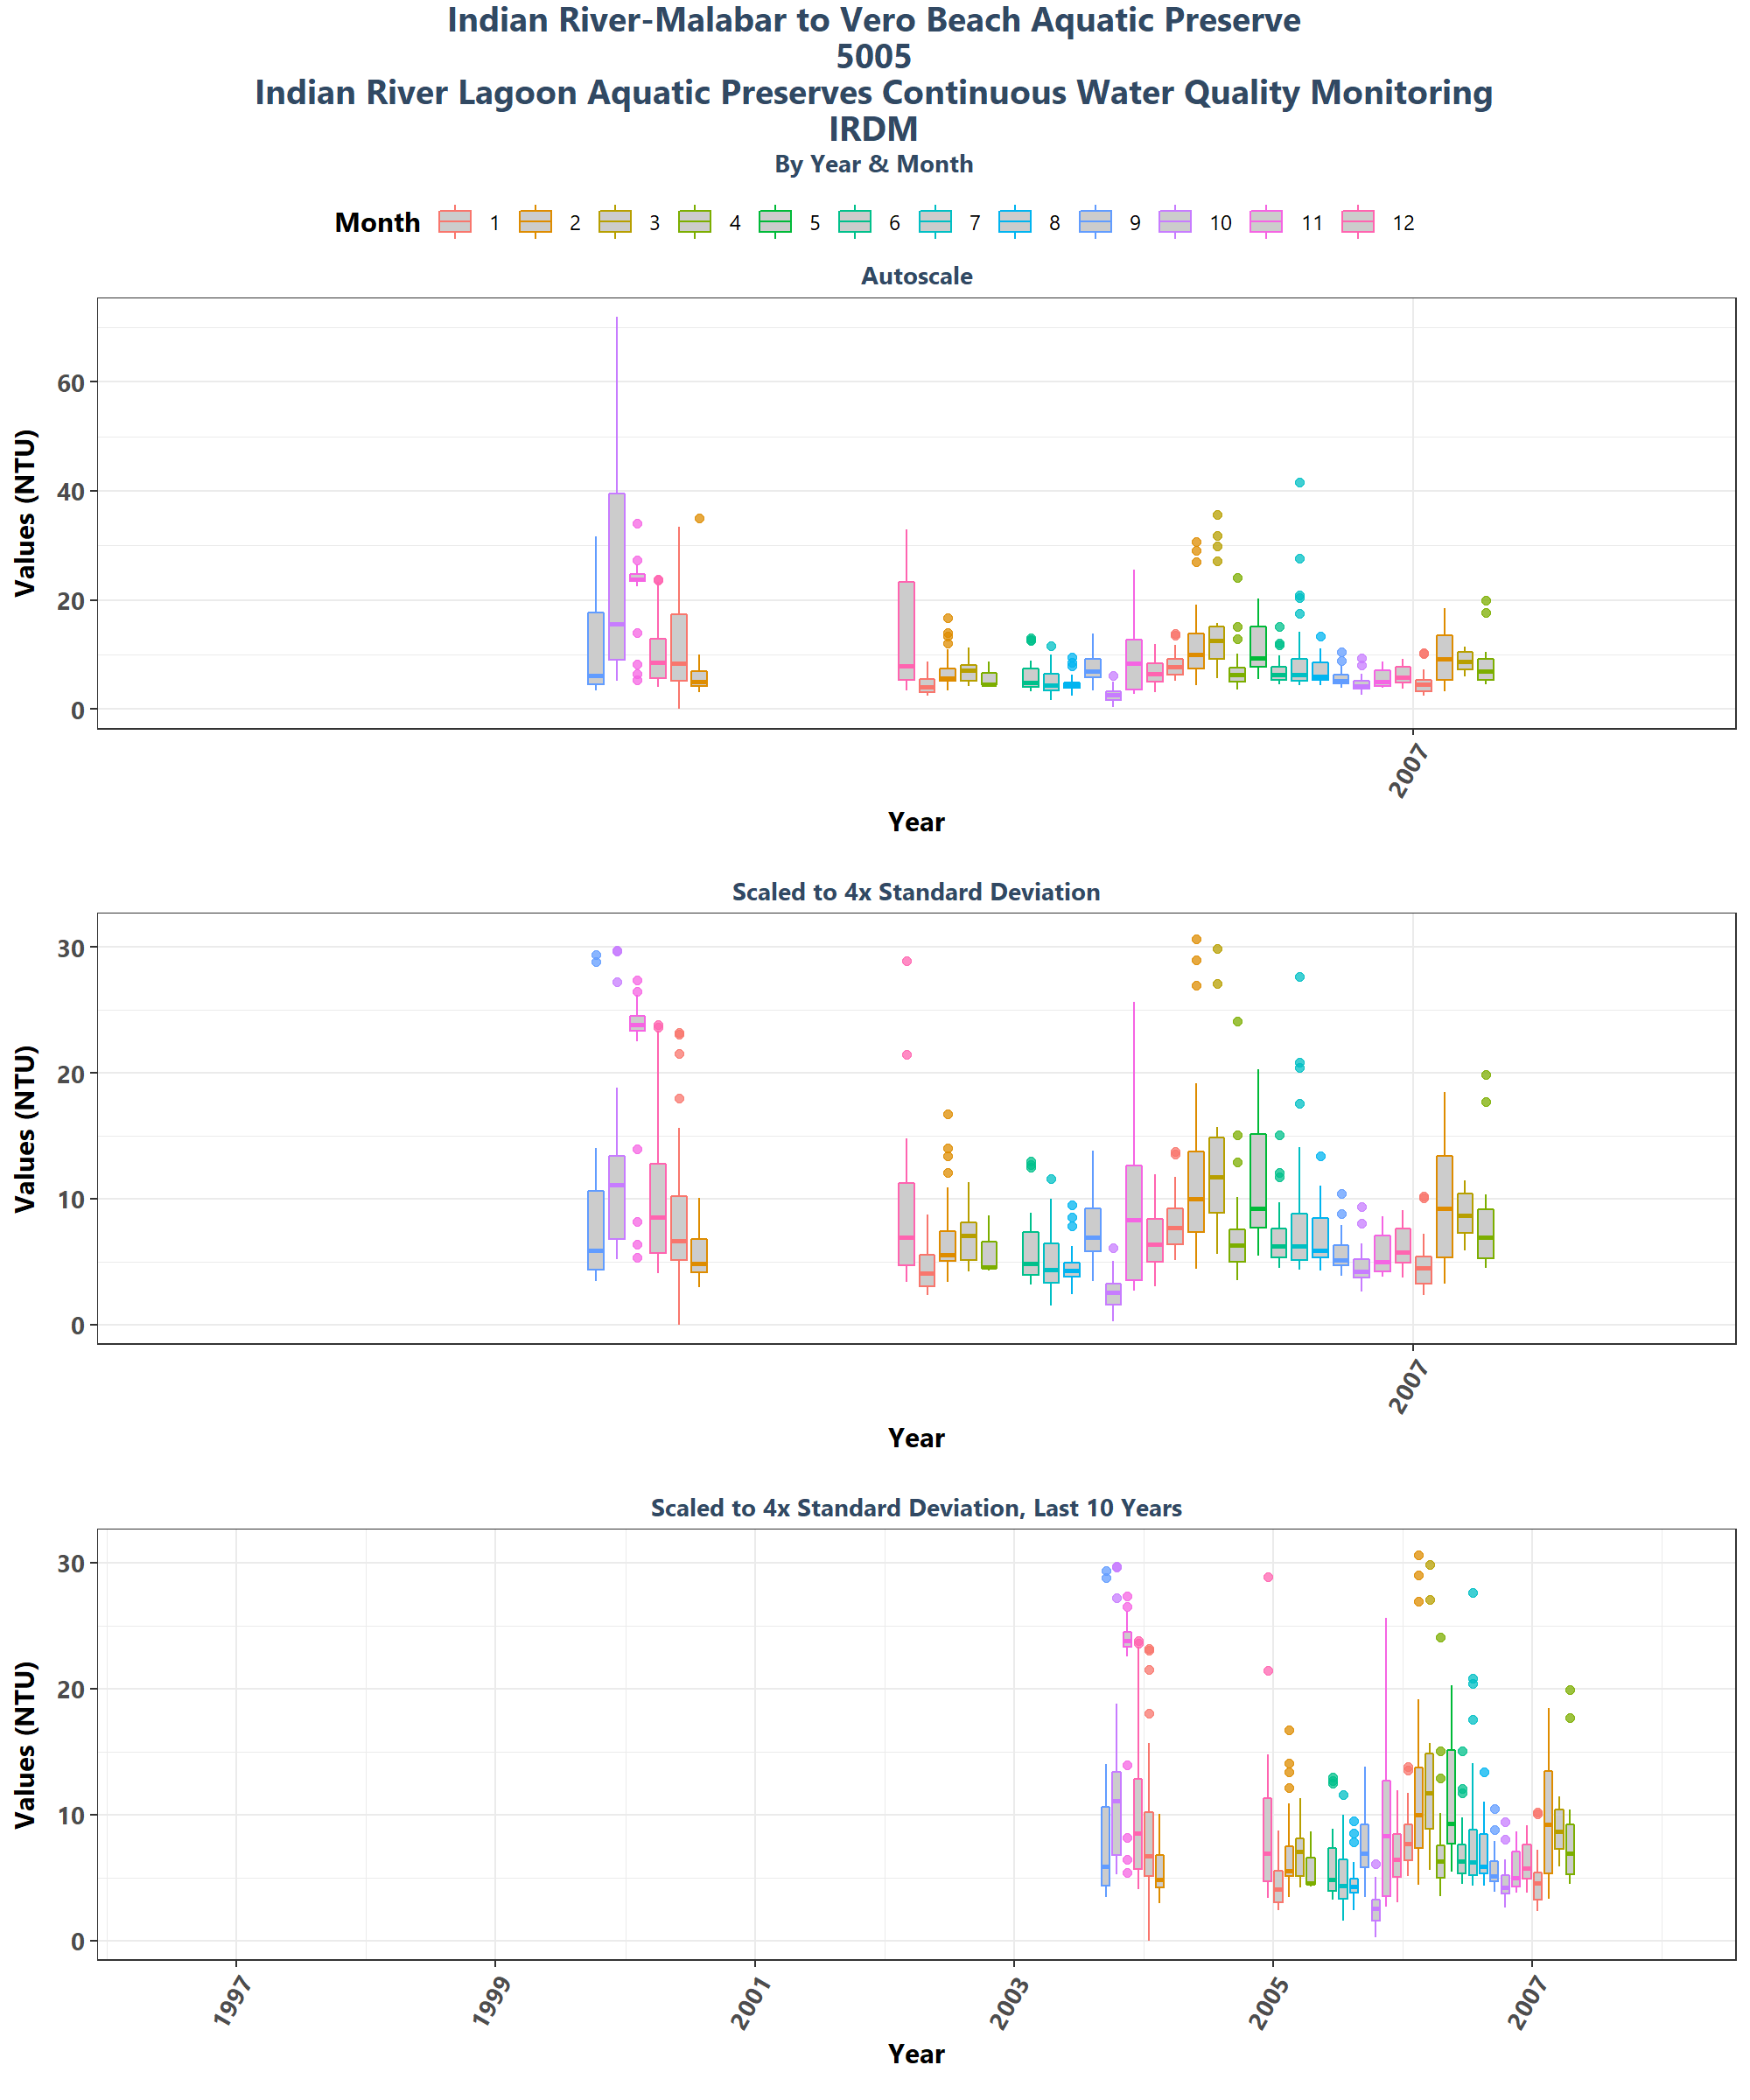 Indian River-Malabar to Vero Beach Aquatic Preserve
5005
Indian River Lagoon Aquatic Preserves Continuous Water Quality Monitoring
IRDM
By Year & Month
Month 1 2 3 4 5 6 7 8 9 10 11 12
Autoscale
Values (NTU)
60
40
20
0
2007
Year
Scaled to 4x Standard Deviation
Values (NTU)
30
20
10
0
2007
Year
Scaled to 4x Standard Deviation, Last 10 Years
Values (NTU)
30
20
10
0
1997 1999 2001 2003 2005 2007
Year